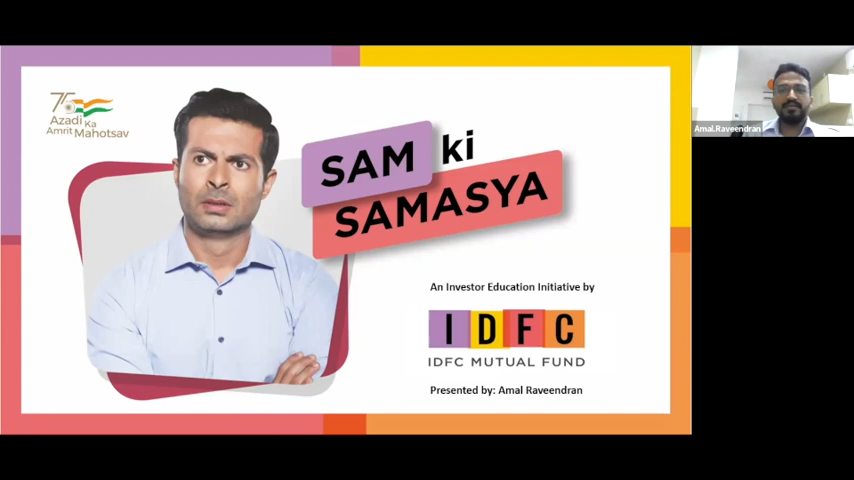 75
Azadi Ka
Amrit Mahotsav
SAM ki
SAMASYA
An Investor Education Initiative by
IDFC
IDFC MUTUAL FUND
Presented by: Amal Raveendran
Amal.Raveendran